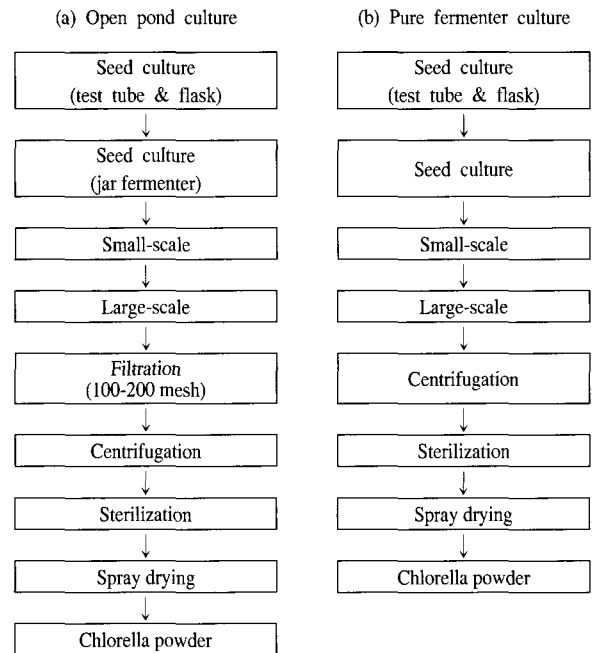 (a) Open pond culture
Seed culture
(test tube & flask)
Seed culture
(jar fermenter)
Small-scale
Large-scale
Filtration
(100-200 mesh)
Centrifugation
Sterilization
Spray drying
Chlorella powder
(b) Pure fermenter culture
Seed culture
(test tube & flask)
Seed culture
Small-scale
Large-scale
Centrifugation
Sterilization
Spray drying
Chlorella powder